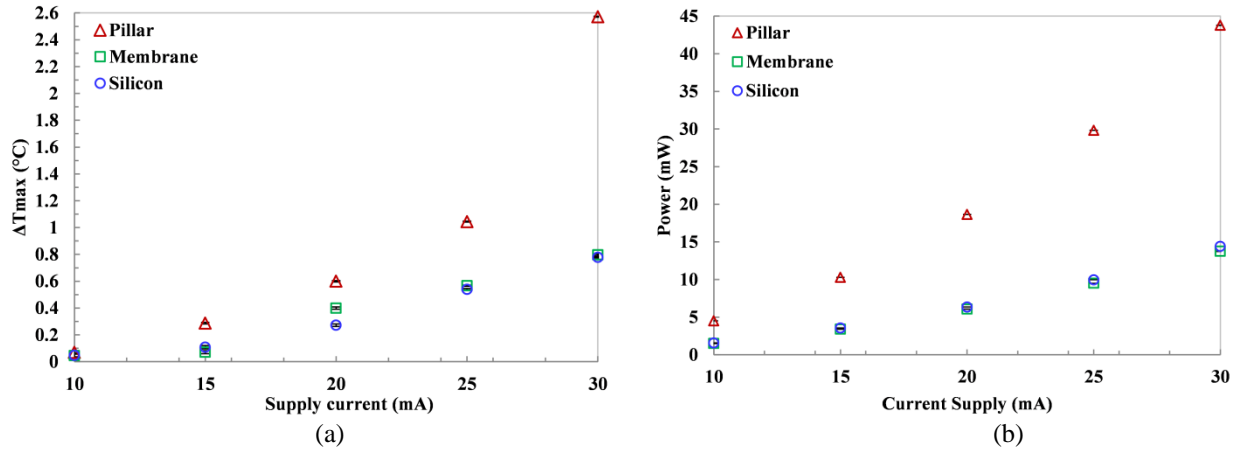 2.6
2.4
2.2
2
1.8
1.6
1.4
1.2
1
0.8
0.6
0.4
0.2
0
ΔTmax (°C)
Pillar
Membrane
Silicon
10 15 20 25 30
Supply current (mA)
(a)
45
40
35
30
25
20
15
10
5
0
Power (mW)
Pillar
Membrane
Silicon
10 15 20 25 30
Current Supply (mA)
(b)